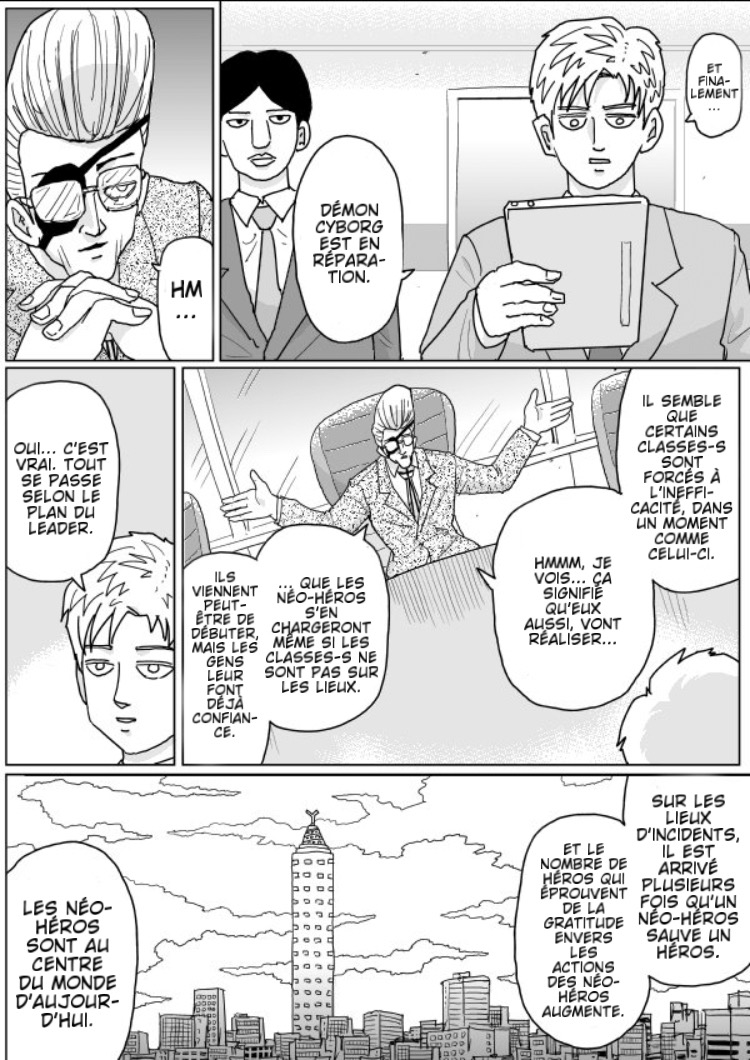 ET
FINA-
LEMENT
...
DÉMON
CYBORG
EST EN
RÉPARA-
TION.
HM
...
IL SEMBLE
QUE
CERTAINS
CLASSES-S
SONT
FORCÉS À
L'INEFFI-
CACITÉ, DANS
UN MOMENT
COMME
CELUI-CI.
HMMM, JE
VOIS... ÇA
SIGNIFIÉ
QU'EUX
AUSSI, VONT
RÉALISER...
... QUE LES
NÉO-HÉROS
S'EN
CHARGERONT
MÊME SI LES
CLASSES-S NE
SONT PAS SUR
LES LIEUX.
ILS
VIENNENT
PEUT-
ÊTRE DE
DÉBUTER,
MAIS LES
GENS
LEUR
FONT
DÉJÀ
CONFIAN-
CE.
OUI... C'EST
VRAI. TOUT
SE PASSE
SELON LE
PLAN DU
LEADER.
SUR LES
LIEUX
D'INCIDENTS,
IL EST
ARRIVÉ
PLUSIEURS
FOIS QU'UN
NÉO-HÉROS
SAUVE UN
HÉROS.
ET LE
NOMBRE DE
HÉROS QUI
ÉPROUVENT
DE LA
GRATITUDE
ENVERS
LES
ACTIONS
DES NÉO-
HÉROS
AUGMENTE.
LES NÉO-
HÉROS
SONT AU
CENTRE
DU MONDE
D'AUJOUR-
D'HUI.